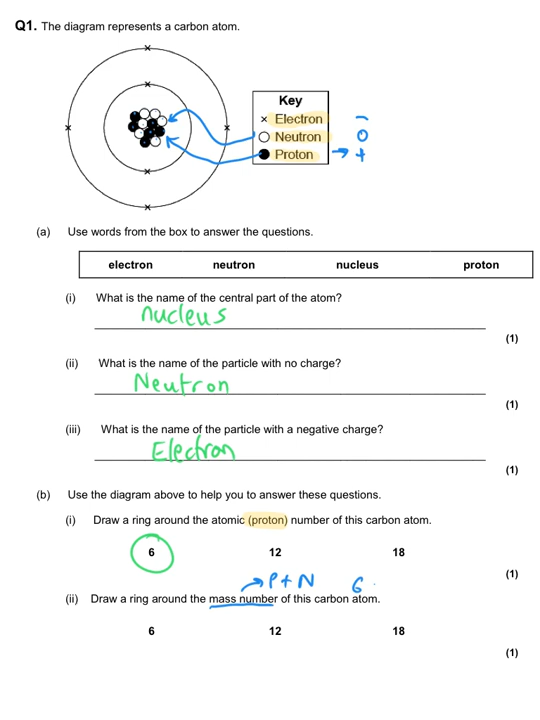 Q1. The diagram represents a carbon atom.
Key
× Electron –
Neutron 0
Proton → +
(a) Use words from the box to answer the questions.
electron neutron nucleus proton
(i) What is the name of the central part of the atom?
nucleus
(1)
(ii) What is the name of the particle with no charge?
Neutron
(1)
(iii) What is the name of the particle with a negative charge?
Electron
(1)
(b) Use the diagram above to help you to answer these questions.
(i) Draw a ring around the atomic (proton) number of this carbon atom.
6 12 18
(1)
→ P + N 6
(ii) Draw a ring around the mass number of this carbon atom.
6 12 18
(1)